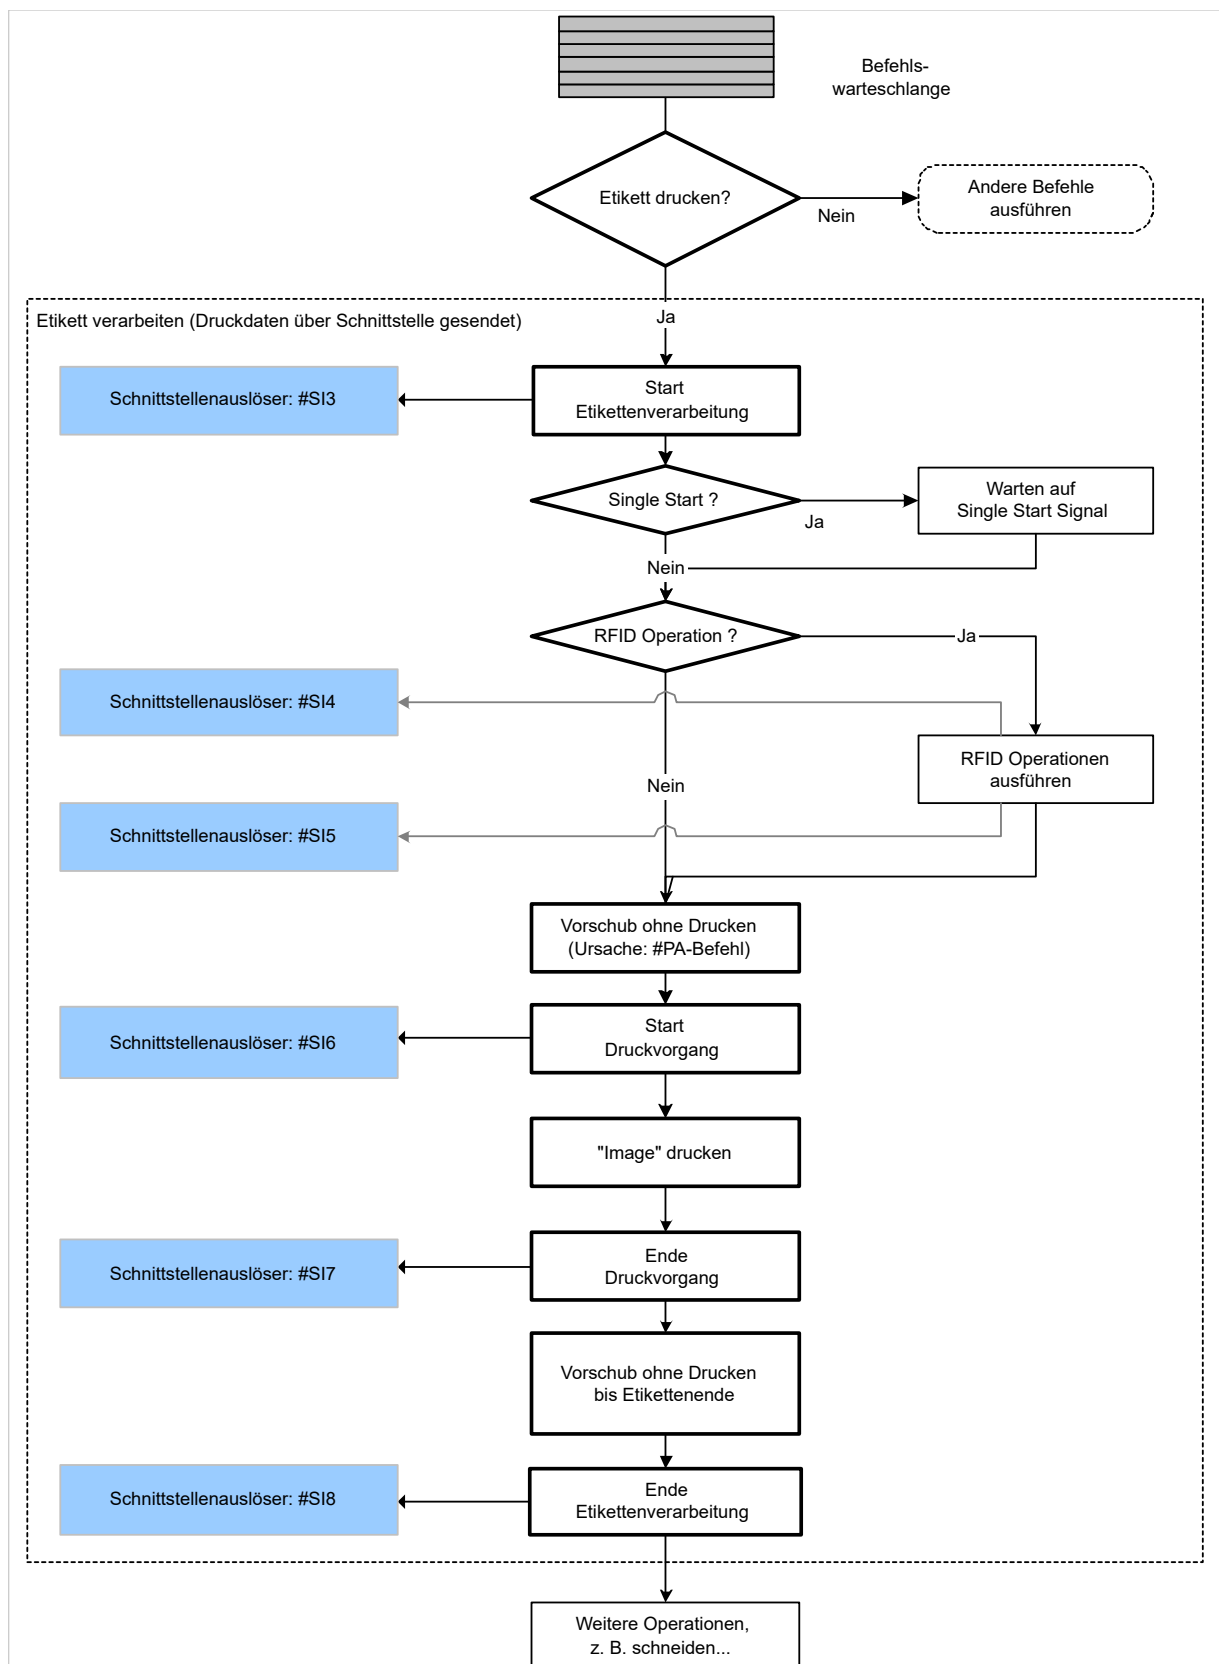 Befehls-
warteschlange
Etikett drucken?
Nein
Andere Befehle
ausführen
Ja
Etikett verarbeiten (Druckdaten über Schnittstelle gesendet)
Schnittstellenauslöser: #SI3
Start
Etikettenverarbeitung
Single Start ?
Ja
Warten auf
Single Start Signal
Nein
RFID Operation ?
Ja
Schnittstellenauslöser: #SI4
RFID Operationen
ausführen
Nein
Schnittstellenauslöser: #SI5
Vorschub ohne Drucken
(Ursache: #PA-Befehl)
Schnittstellenauslöser: #SI6
Start
Druckvorgang
"Image" drucken
Schnittstellenauslöser: #SI7
Ende
Druckvorgang
Vorschub ohne Drucken
bis Etikettenende
Schnittstellenauslöser: #SI8
Ende
Etikettenverarbeitung
Weitere Operationen,
z. B. schneiden...